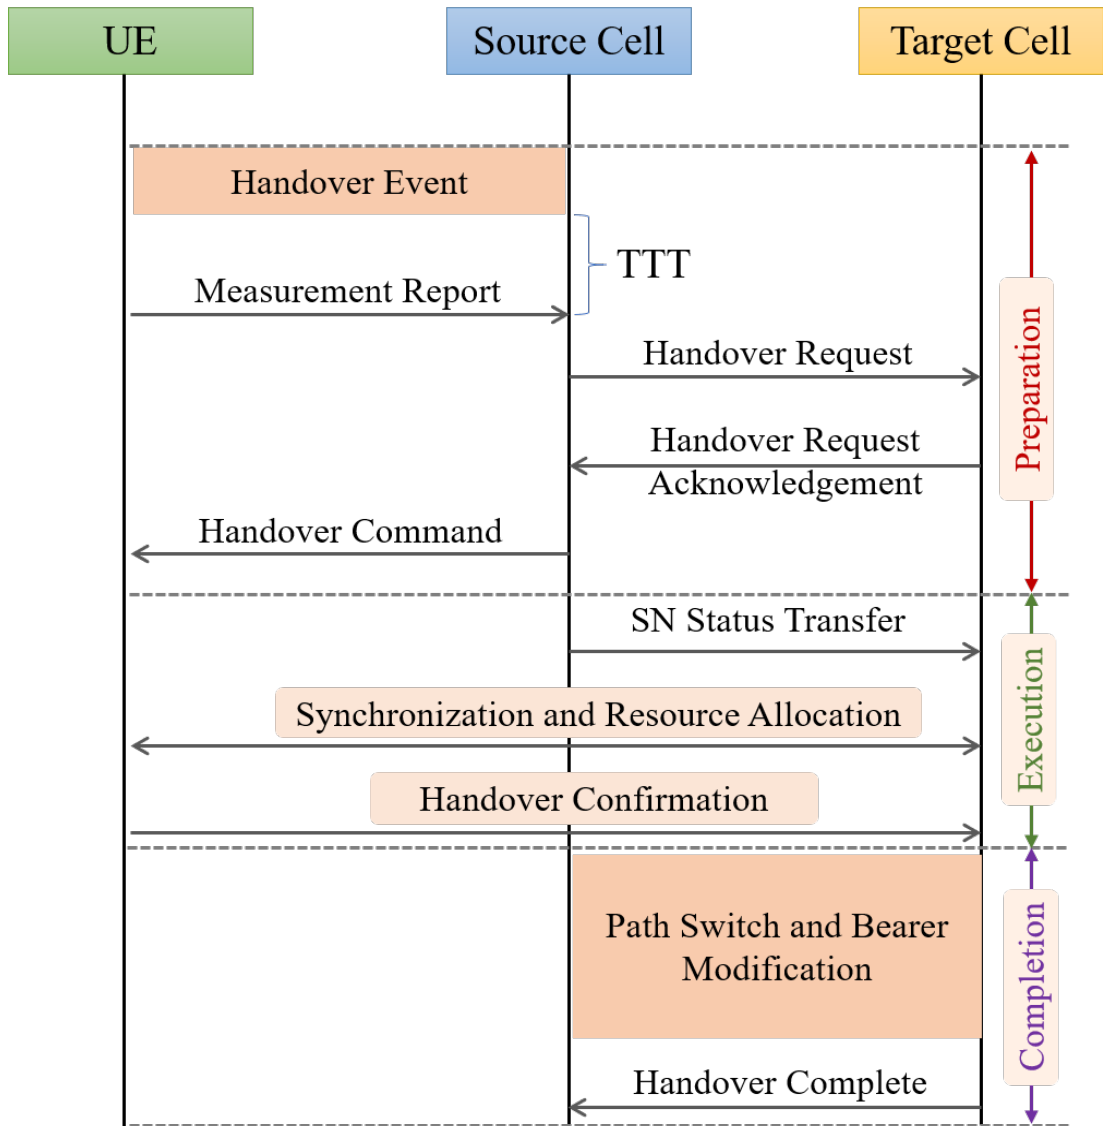 UE
Source Cell
Target Cell
Handover Event
TTT
Measurement Report
Handover Request
Handover Request
Acknowledgement
Handover Command
Preparation
SN Status Transfer
Synchronization and Resource Allocation
Handover Confirmation
Execution
Path Switch and Bearer
Modification
Handover Complete
Completion